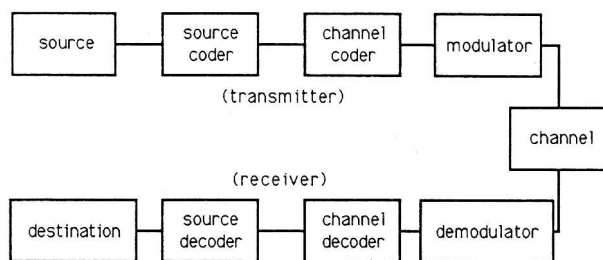 source
source
coder
channel
coder
modulator
(transmitter)
channel
(receiver)
destination
source
decoder
channel
decoder
demodulator